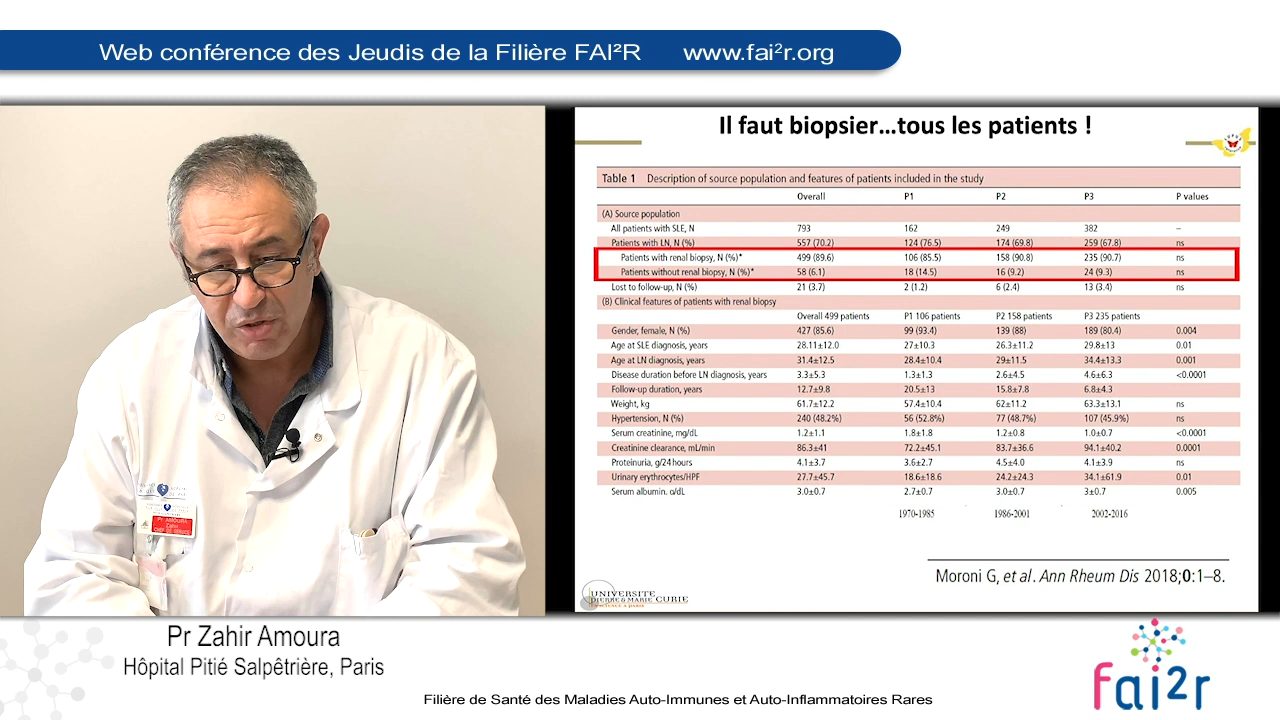 Web conférence des Jeudis de la Filière FAI²R www.fai²r.org
Il faut biopsier...tous les patients !
Table 1 Description of source population and features of patients included in the study
Overall P1 P2 P3 P values
(A) Source population
All patients with SLE, N 793 162 249 382 –
Patients with LN, N (%) 557 (70.2) 124 (76.5) 174 (69.8) 259 (67.8) ns
Patients with renal biopsy, N (%)* 499 (89.6) 106 (85.5) 158 (90.8) 235 (90.7) ns
Patients without renal biopsy, N (%)* 58 (6.1) 18 (14.5) 16 (9.2) 24 (9.3) ns
Lost to follow-up, N (%) 21 (3.7) 2 (1.2) 6 (2.4) 13 (3.4) ns
(B) Clinical features of patients with renal biopsy
Overall 499 patients P1 106 patients P2 158 patients P3 235 patients
Gender, female, N (%) 427 (85.6) 99 (93.4) 139 (88) 189 (80.4) 0.004
Age at SLE diagnosis, years 28.11±12.0 27±10.3 26.3±11.2 29.8±13 0.01
Age at LN diagnosis, years 31.4±12.5 28.4±10.4 29±11.5 34.4±13.3 0.001
Disease duration before LN diagnosis, years 3.3±5.3 1.3±1.3 2.6±4.5 4.6±6.3 <0.0001
Follow-up duration, years 12.7±9.8 20.5±13 15.8±7.8 6.8±4.3
Weight, kg 61.7±12.2 57.4±10.4 62±11.2 63.3±13.1 ns
Hypertension, N (%) 240 (48.2%) 56 (52.8%) 77 (48.7%) 107 (45.9%) ns
Serum creatinine, mg/dL 1.2±1.1 1.8±1.8 1.2±0.8 1.0±0.7 <0.0001
Creatinine clearance, mL/min 86.3±41 72.2±45.1 83.7±36.6 94.1±40.2 0.0001
Proteinuria, g/24 hours 4.1±3.7 3.6±2.7 4.5±4.0 4.1±3.9 ns
Urinary erythrocytes/HPF 27.7±45.7 18.6±18.6 24.2±24.3 34.1±61.9 0.01
Serum albumin, g/dL 3.0±0.7 2.7±0.7 3.0±0.7 3±0.7 0.005
1970-1985 1986-2001 2002-2016
Moroni G, et al. Ann Rheum Dis 2018;0:1–8.
UNIVERSITE
PIERRE & MARIE CURIE
Pr AMOURA
Zahir
CHEF DE SERVICE
Pr Zahir Amoura
Hôpital Pitié Salpêtrière, Paris
Filière de Santé des Maladies Auto-Immunes et Auto-Inflammatoires Rares
fai2r